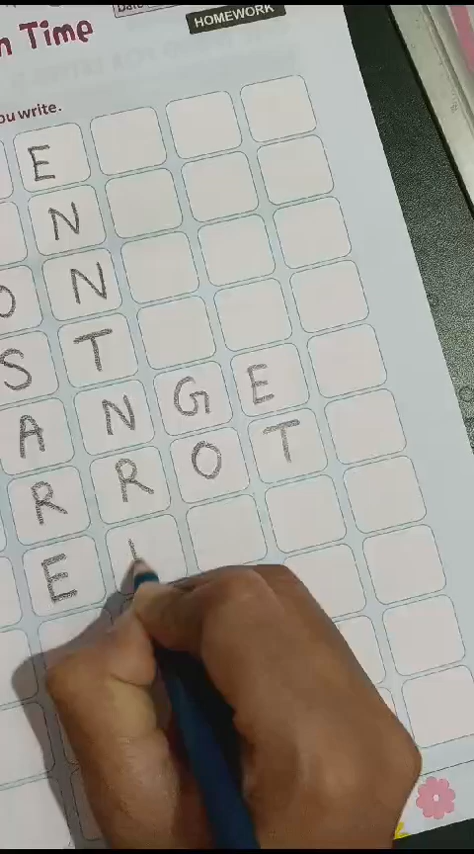 n Time
HOMEWORK
ou write.
E
N
O N
S T
A N G E
R R O T
E